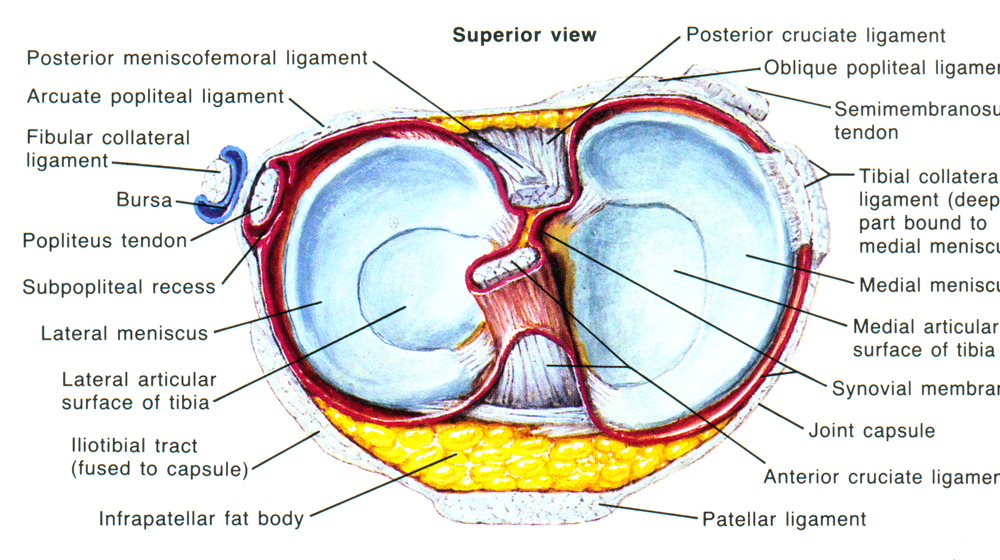 Superior view
Posterior meniscofemoral ligament
Arcuate popliteal ligament
Fibular collateral
ligament
Bursa
Popliteus tendon
Subpopliteal recess
Lateral meniscus
Lateral articular
surface of tibia
Iliotibial tract
(fused to capsule)
Infrapatellar fat body
Posterior cruciate ligament
Oblique popliteal ligamen
Semimembranosu
tendon
Tibial collatera
ligament (deep
part bound to
medial meniscu
Medial meniscu
Medial articular
surface of tibia
Synovial membran
Joint capsule
Anterior cruciate ligamen
Patellar ligament